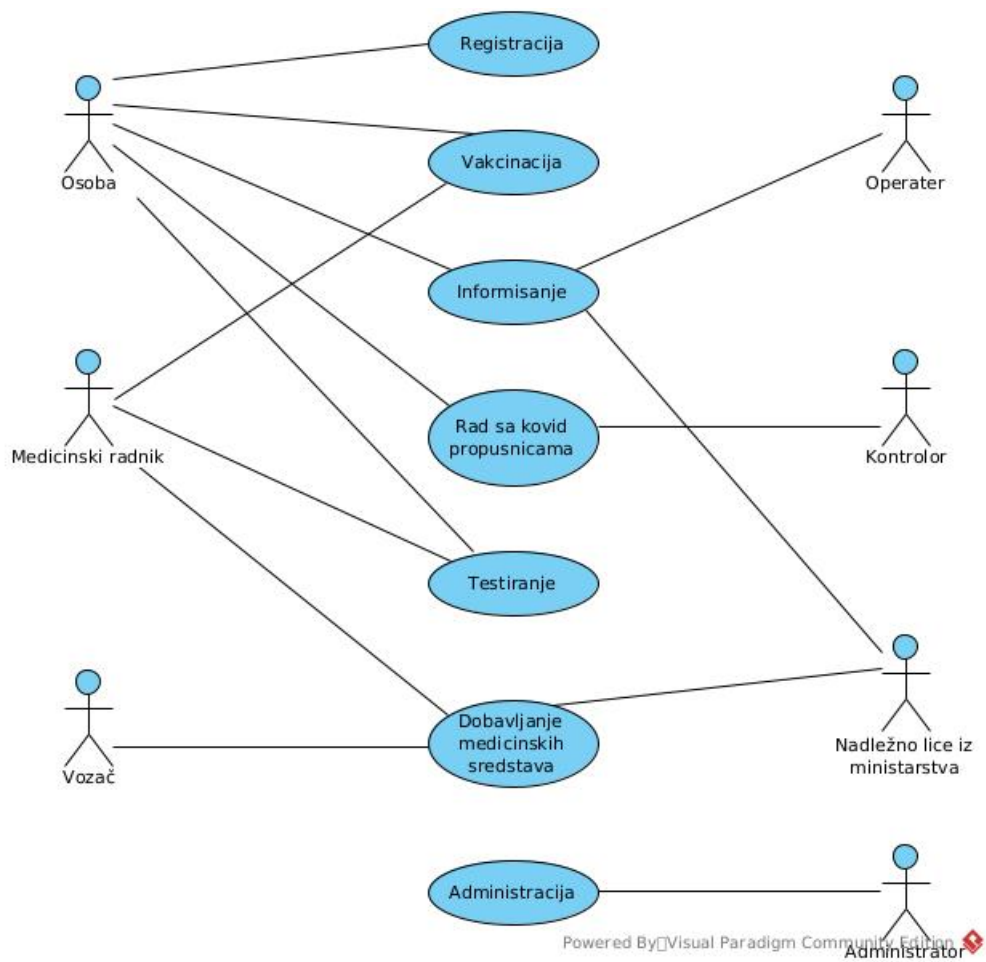 Registracija
Osoba
Vakcinacija
Operater
Informisanje
Medicinski radnik
Rad sa kovid
propusnicama
Kontrolor
Testiranje
Vozač
Dobavljanje
medicinskih
sredstava
Nadležno lice iz
ministarstva
Administracija
Powered By Visual Paradigm Community Edition
Administrator